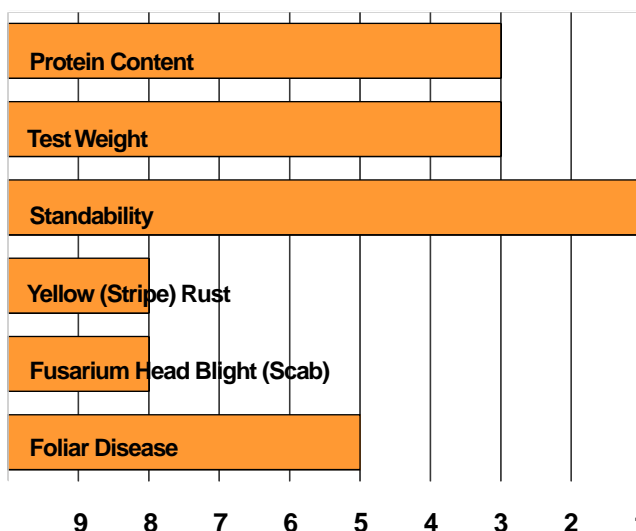 Protein Content
Test Weight
Standability
Yellow (Stripe) Rust
Fusarium Head Blight (Scab)
Foliar Disease
9 8 7 6 5 4 3 2